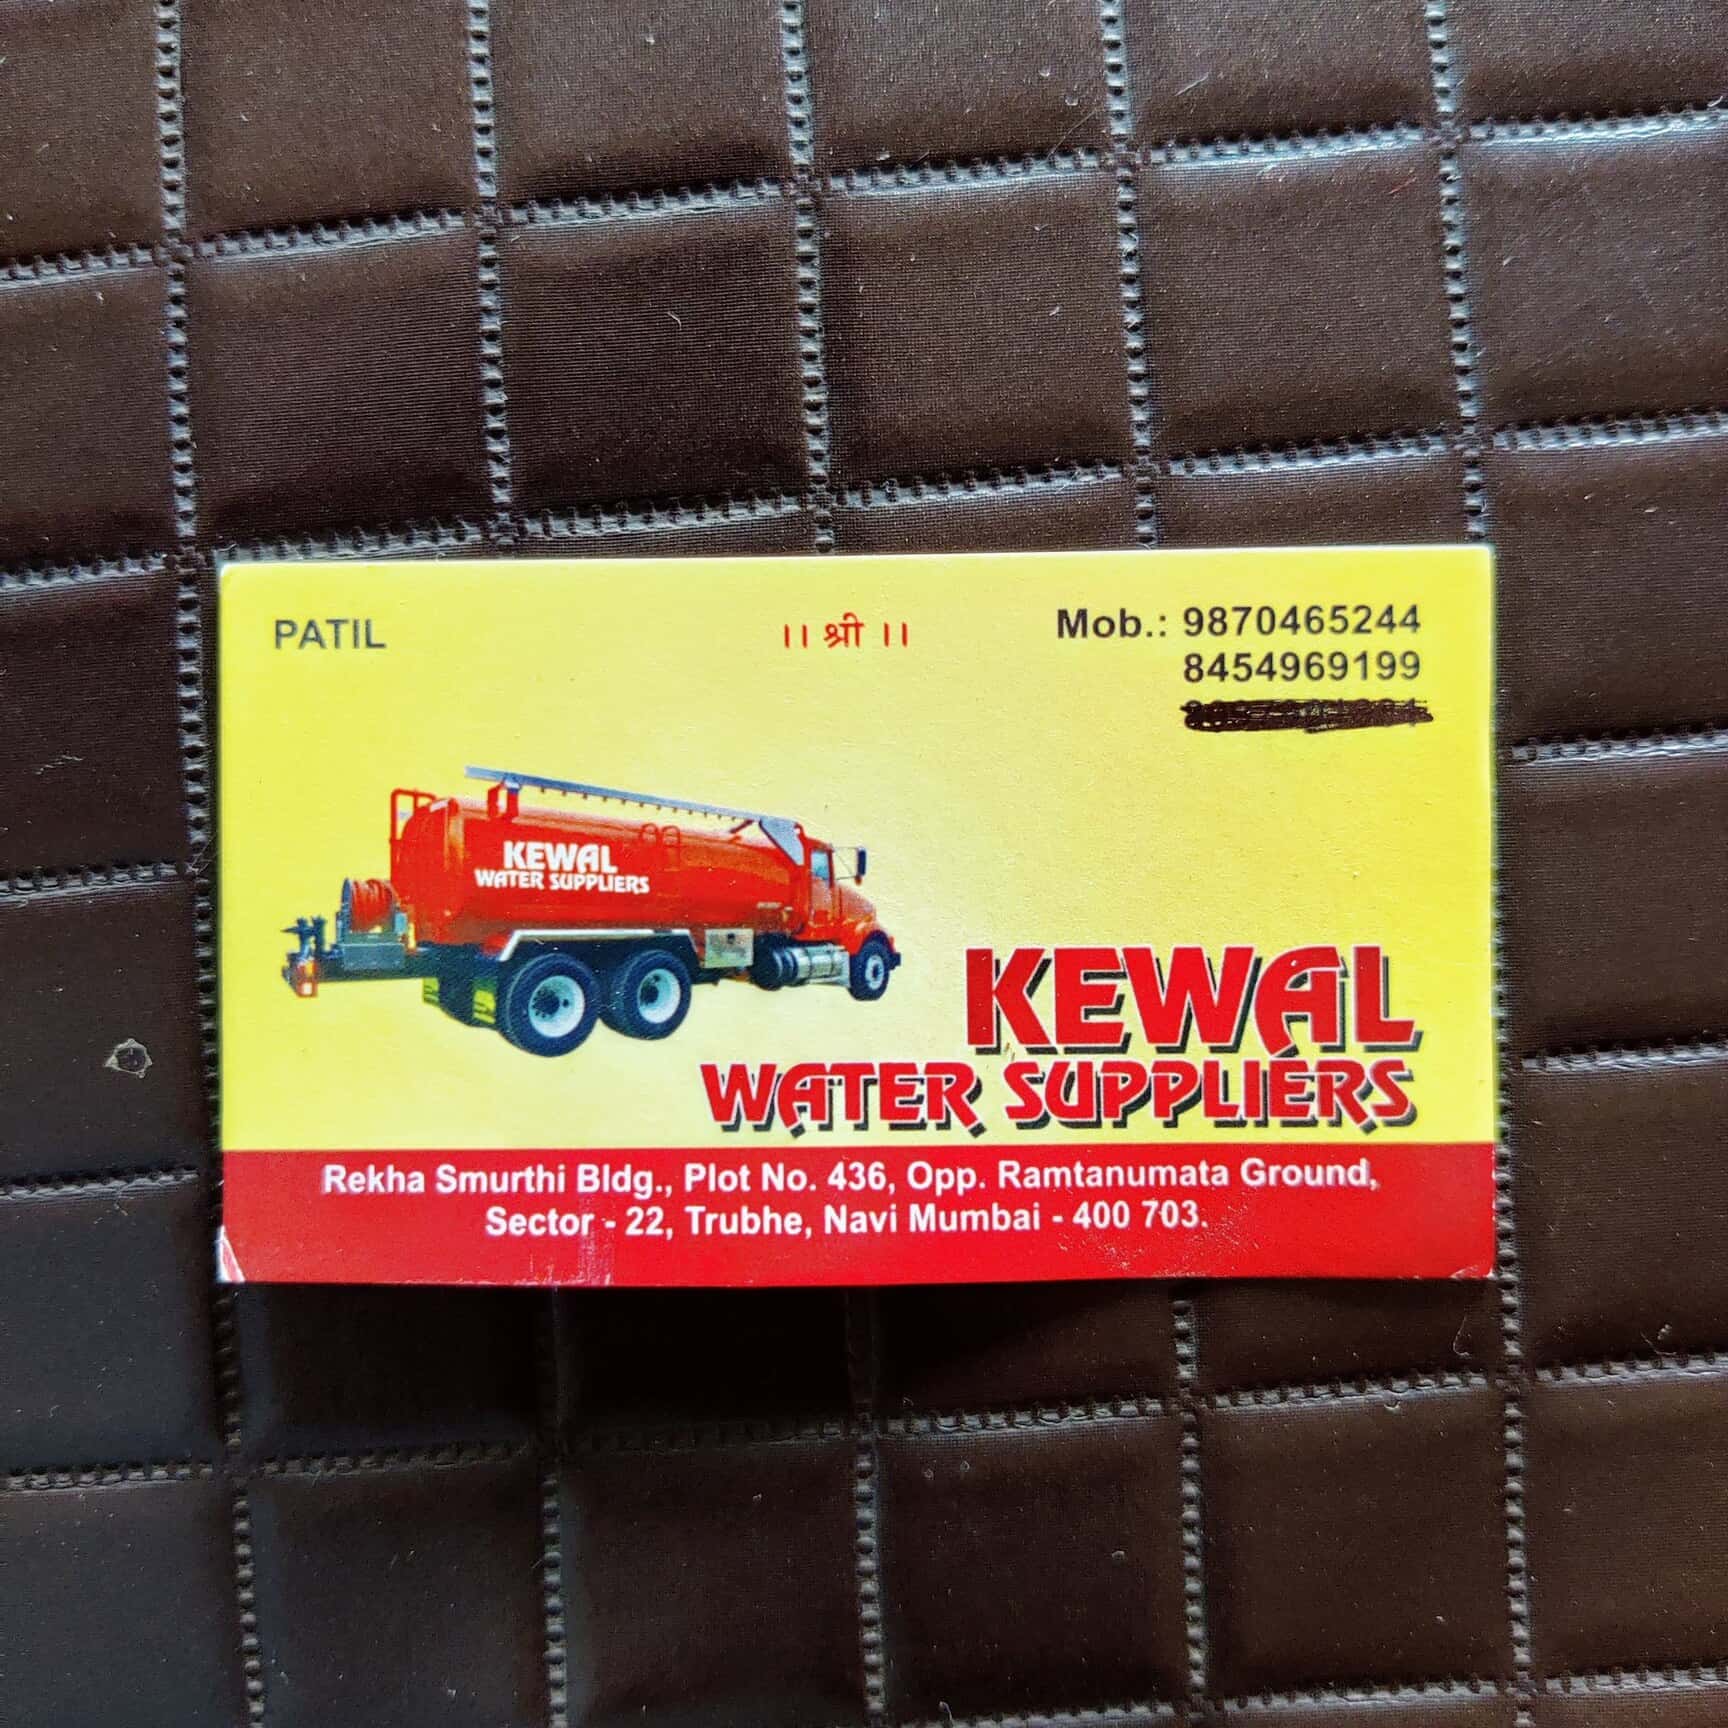 PATIL
।। श्री ।।
Mob.: 9870465244
8454969199
KEWAL
WATER SUPPLIERS
KEWAL
WATER SUPPLIERS
Rekha Smurthi Bldg., Plot No. 436, Opp. Ramtanumata Ground,
Sector - 22, Trubhe, Navi Mumbai - 400 703.